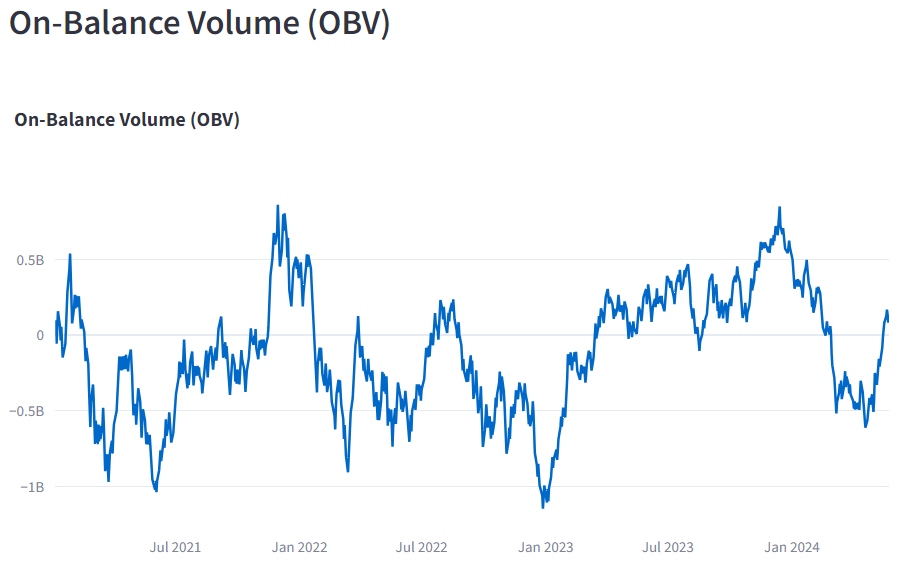 On-Balance Volume (OBV)
On-Balance Volume (OBV)
0.5B
0
−0.5B
−1B
Jul 2021 Jan 2022 Jul 2022 Jan 2023 Jul 2023 Jan 2024